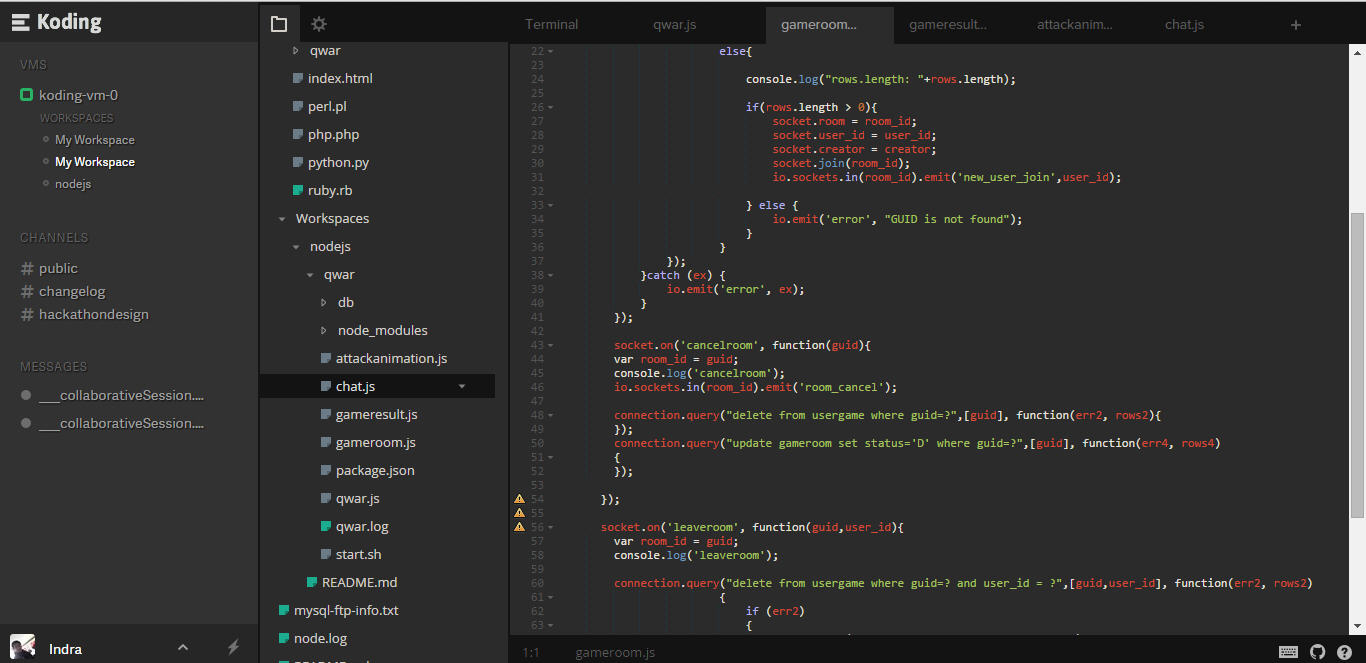 Koding
VMS
koding-vm-0
WORKSPACES
My Workspace
My Workspace
nodejs
CHANNELS
# public
# changelog
# hackathondesign
MESSAGES
___collaborativeSession....
___collaborativeSession....
Indra
qwar
index.html
perl.pl
php.php
python.py
ruby.rb
Workspaces
nodejs
qwar
db
node_modules
attackanimation.js
chat.js
gameresult.js
gameroom.js
package.json
qwar.js
qwar.log
start.sh
README.md
mysql-ftp-info.txt
node.log
Terminal qwar.js gameroom... gameresult... attackanim... chat.js +
22 else{
23
24 console.log("rows.length: "+rows.length);
25
26 if(rows.length > 0){
27 socket.room = room_id;
28 socket.user_id = user_id;
29 socket.creator = creator;
30 socket.join(room_id);
31 io.sockets.in(room_id).emit('new_user_join',user_id);
32
33 } else {
34 io.emit('error', "GUID is not found");
35 }
36 }
37 });
38 }catch (ex) {
39 io.emit('error', ex);
40 }
41 });
42
43 socket.on('cancelroom', function(guid){
44 var room_id = guid;
45 console.log('cancelroom');
46 io.sockets.in(room_id).emit('room_cancel');
47
48 connection.query("delete from usergame where guid=?",[guid], function(err2, rows2){
49 });
50 connection.query("update gameroom set status='D' where guid=?",[guid], function(err4, rows4)
51 {
52 });
53
54 });
55
56 socket.on('leaveroom', function(guid,user_id){
57 var room_id = guid;
58 console.log('leaveroom');
59
60 connection.query("delete from usergame where guid=? and user_id = ?",[guid,user_id], function(err2, rows2)
61 {
62 if (err2)
63 {
1:1 gameroom.js